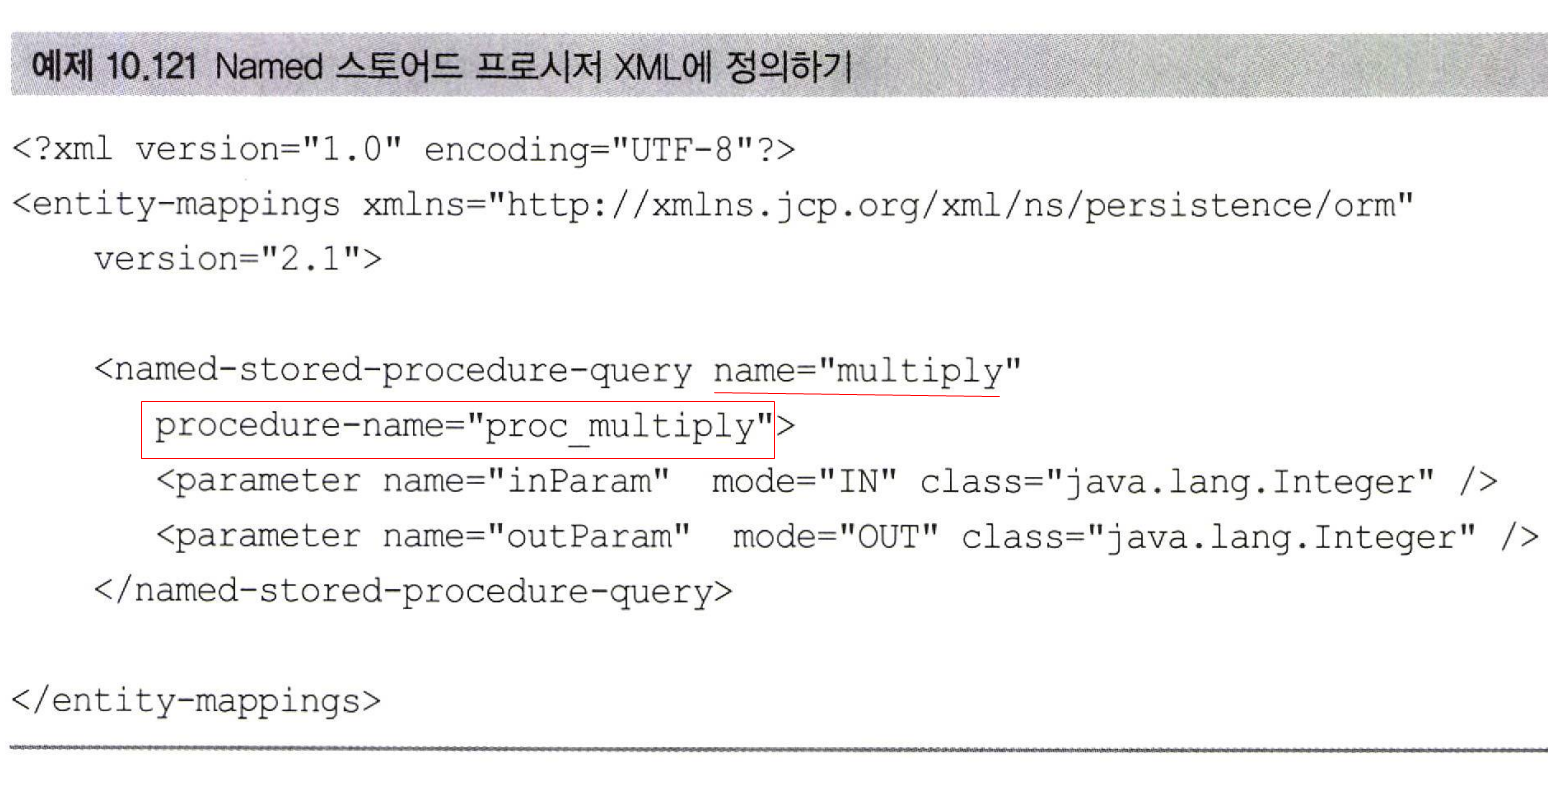 예제 10.121 Named 스토어드 프로시저 XML에 정의하기
<?xml version="1.0" encoding="UTF-8"?>
<entity-mappings xmlns="http://xmlns.jcp.org/xml/ns/persistence/orm"
version="2.1">
<named-stored-procedure-query name="multiply"
procedure-name="proc_multiply">
<parameter name="inParam" mode="IN" class="java.lang.Integer" />
<parameter name="outParam" mode="OUT" class="java.lang.Integer" />
</named-stored-procedure-query>
</entity-mappings>